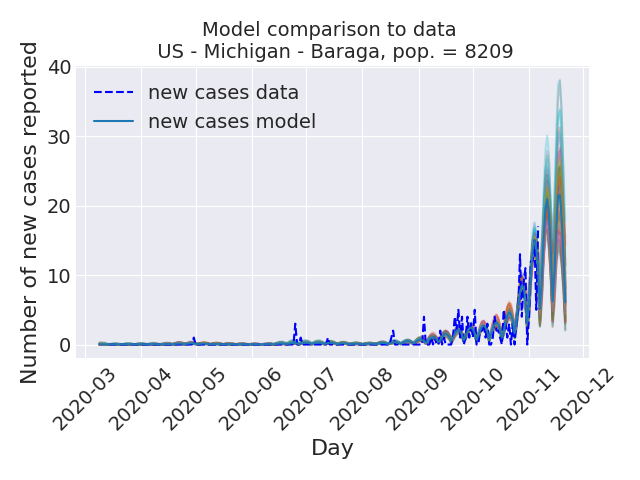 Model comparison to data
US - Michigan - Baraga, pop. = 8209
Number of new cases reported
40
30
20
10
0
new cases data
new cases model
2020-03
2020-04
2020-05
2020-06
2020-07
2020-08
2020-09
2020-10
2020-11
2020-12
Day